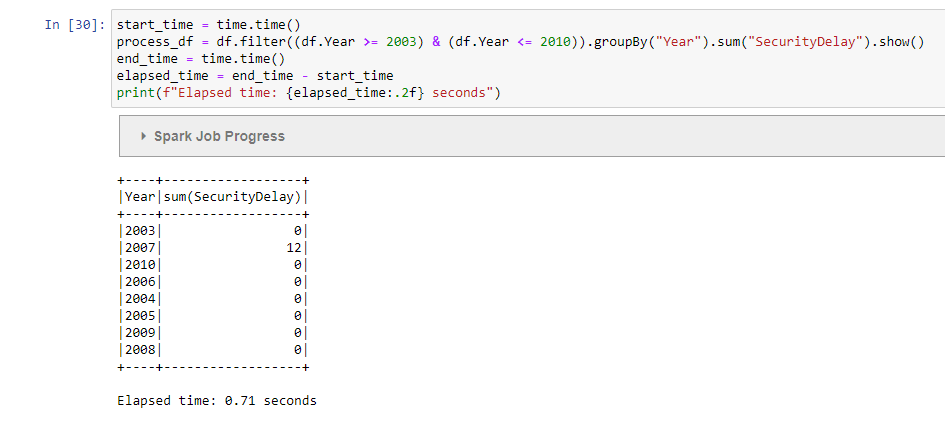 In [30]: start_time = time.time()
process_df = df.filter((df.Year >= 2003) & (df.Year <= 2010)).groupBy("Year").sum("SecurityDelay").show()
end_time = time.time()
elapsed_time = end_time - start_time
print(f"Elapsed time: {elapsed_time:.2f} seconds")
Spark Job Progress
+----+------------------+
|Year|sum(SecurityDelay)|
+----+------------------+
|2003|                 0|
|2007|                12|
|2010|                 0|
|2006|                 0|
|2004|                 0|
|2005|                 0|
|2009|                 0|
|2008|                 0|
+----+------------------+
Elapsed time: 0.71 seconds